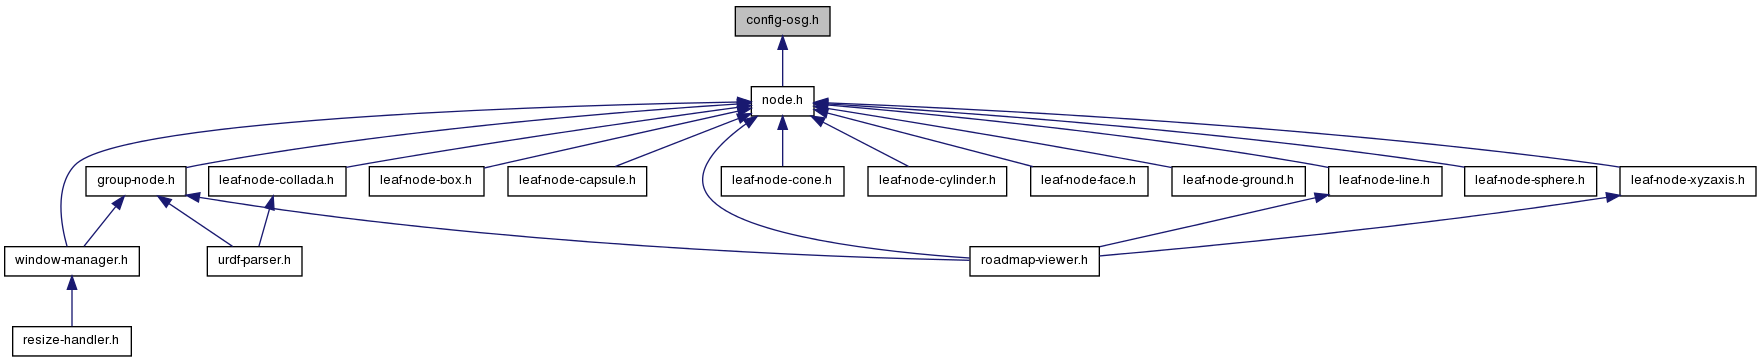 config-osg.h
node.h
group-node.h
leaf-node-collada.h
leaf-node-box.h
leaf-node-capsule.h
leaf-node-cone.h
leaf-node-cylinder.h
leaf-node-face.h
leaf-node-ground.h
leaf-node-line.h
leaf-node-sphere.h
leaf-node-xyzaxis.h
window-manager.h
urdf-parser.h
roadmap-viewer.h
resize-handler.h